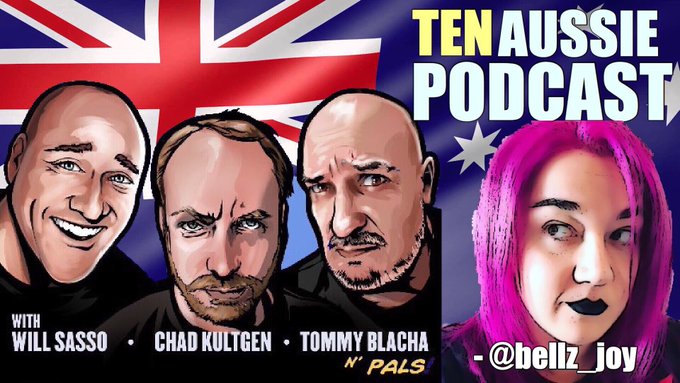 TEN AUSSIE
PODCAST
WITH
WILL SASSO • CHAD KULTGEN • TOMMY BLACHA
N' PALS
- @bellz_joy